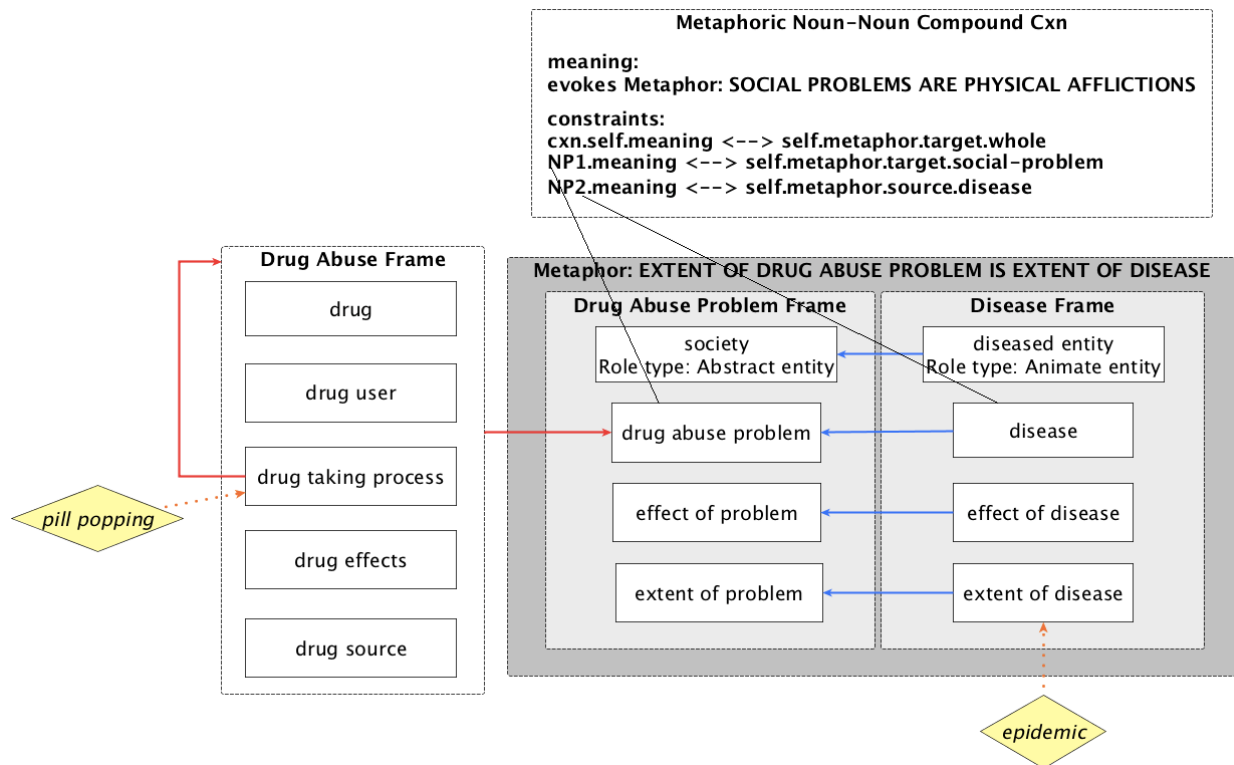 Metaphoric Noun-Noun Compound Cxn
meaning:
evokes Metaphor: SOCIAL PROBLEMS ARE PHYSICAL AFFLICTIONS
constraints:
cxn.self.meaning <--> self.metaphor.target.whole
NP1.meaning <--> self.metaphor.target.social-problem
NP2.meaning <--> self.metaphor.source.disease
Drug Abuse Frame
drug
drug user
drug taking process
drug effects
drug source
pill popping
Metaphor: EXTENT OF DRUG ABUSE PROBLEM IS EXTENT OF DISEASE
Drug Abuse Problem Frame
society
Role type: Abstract entity
drug abuse problem
effect of problem
extent of problem
Disease Frame
diseased entity
Role type: Animate entity
disease
effect of disease
extent of disease
epidemic